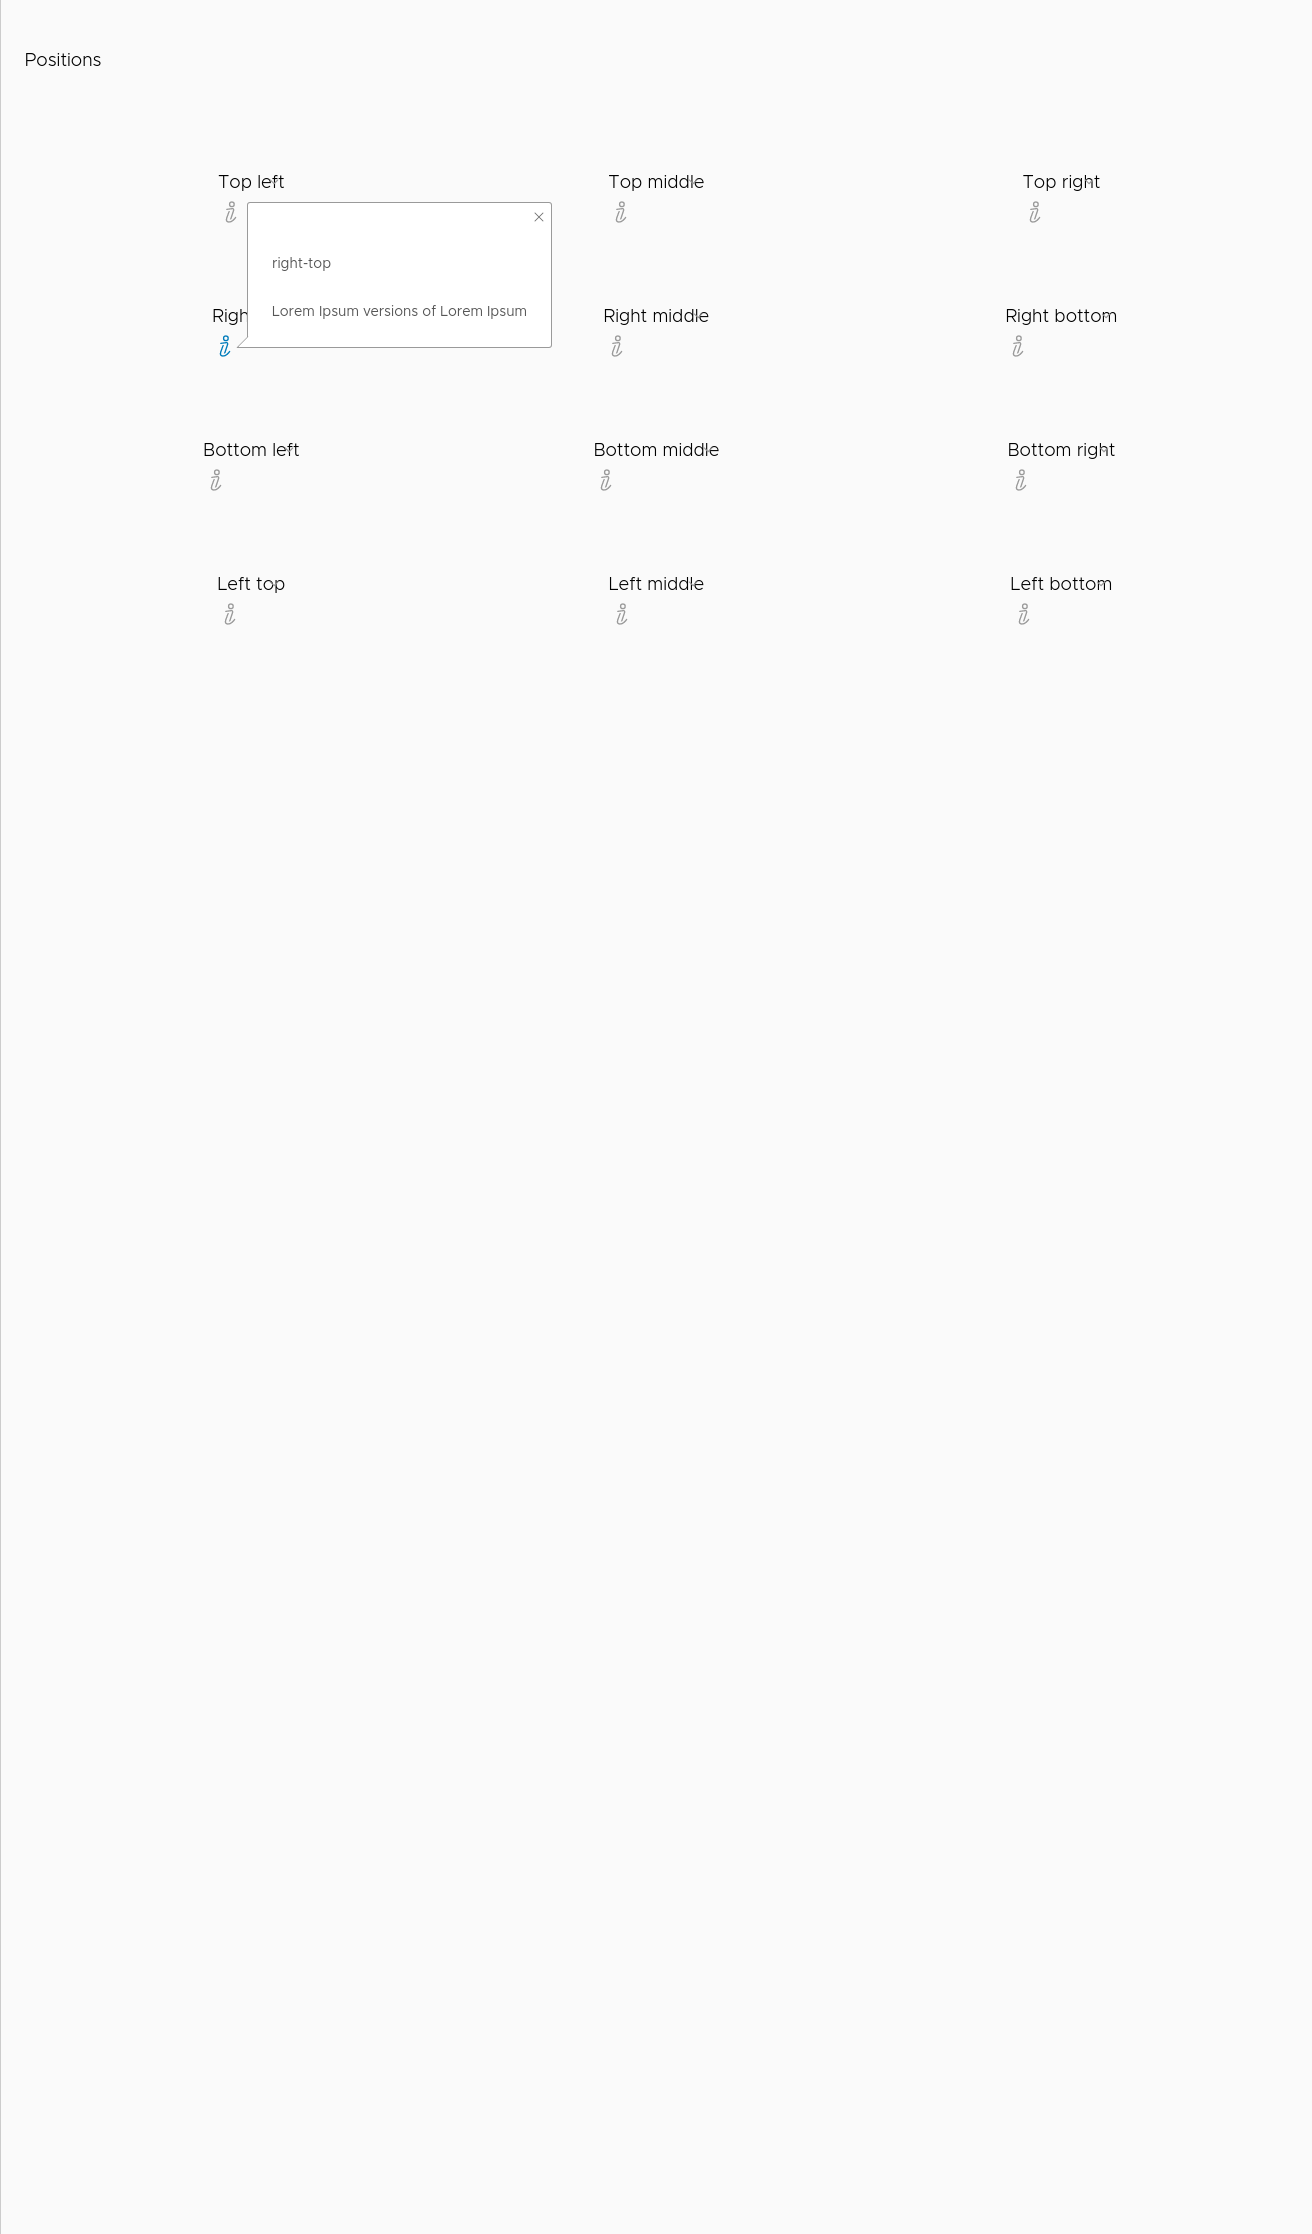 Positions
Top left
Top middle
Top right
right-top
Lorem Ipsum versions of Lorem Ipsum
Righ
Right middle
Right bottom
Bottom left
Bottom middle
Bottom right
Left top
Left middle
Left bottom